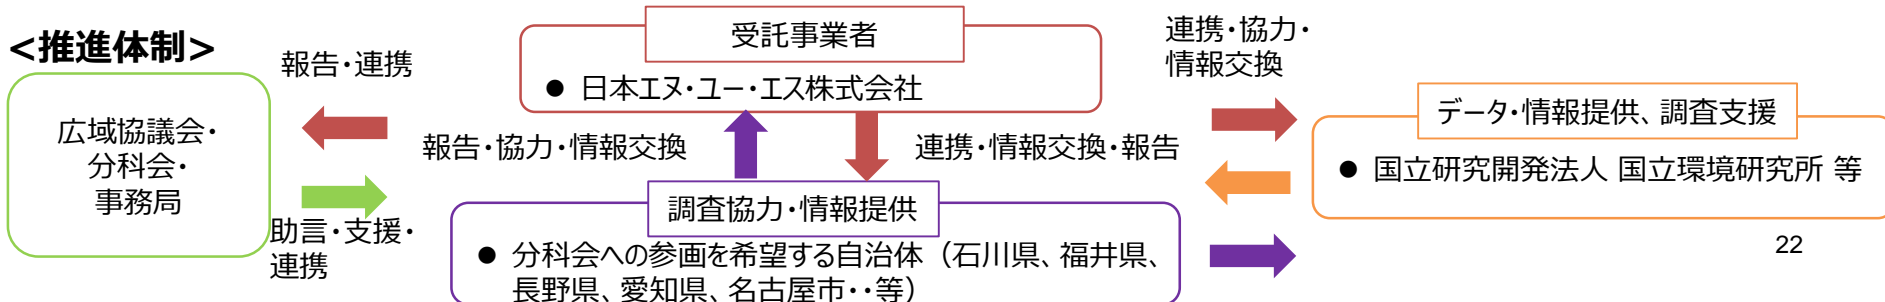 <推進体制>
報告・連携
広域協議会・
分科会・
事務局
助言・支援・
連携
受託事業者
● 日本エヌ・ユー・エス株式会社
報告・協力・情報交換
連携・情報交換・報告
調査協力・情報提供
● 分科会への参画を希望する自治体（石川県、福井県、
長野県、愛知県、名古屋市・・等）
連携・協力・
情報交換
データ・情報提供、調査支援
● 国立研究開発法人 国立環境研究所 等
22